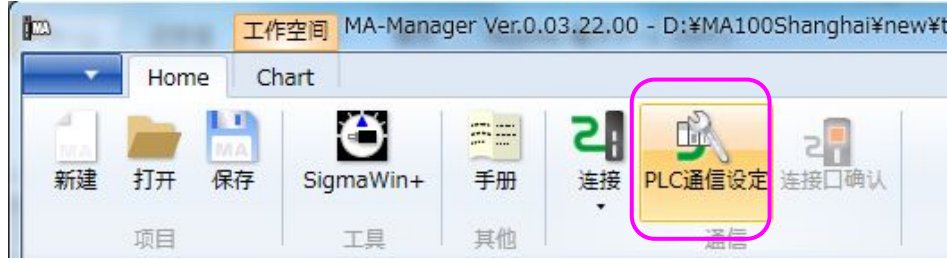 工作空间 MA-Manager Ver.0.03.22.00 - D:¥MA100Shanghai¥new¥t
Home Chart
新建 打开 保存 SigmaWin+ 手册 连接 PLC通信设定 连接口确认
项目 工具 其他 通信